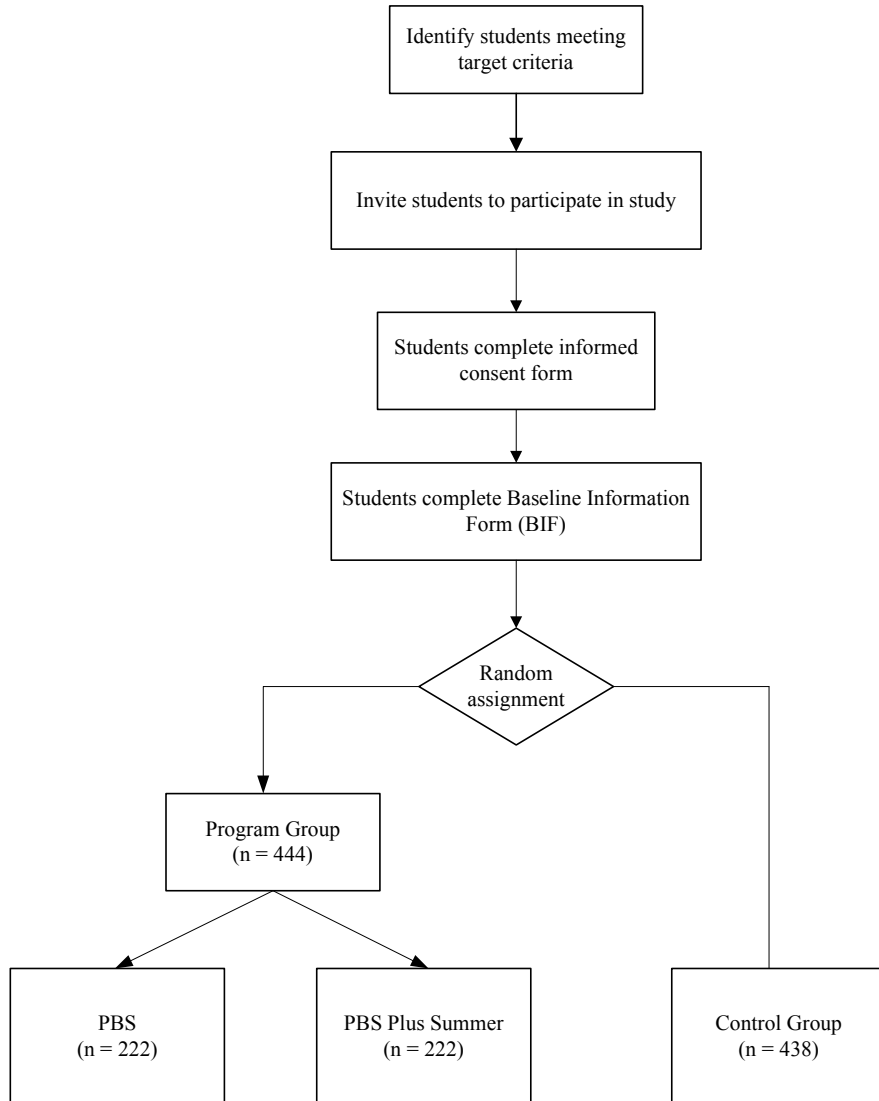 Identify students meeting
target criteria
Invite students to participate in study
Students complete informed
consent form
Students complete Baseline Information
Form (BIF)
Random
assignment
Program Group
(n = 444)
PBS
(n = 222)
PBS Plus Summer
(n = 222)
Control Group
(n = 438)